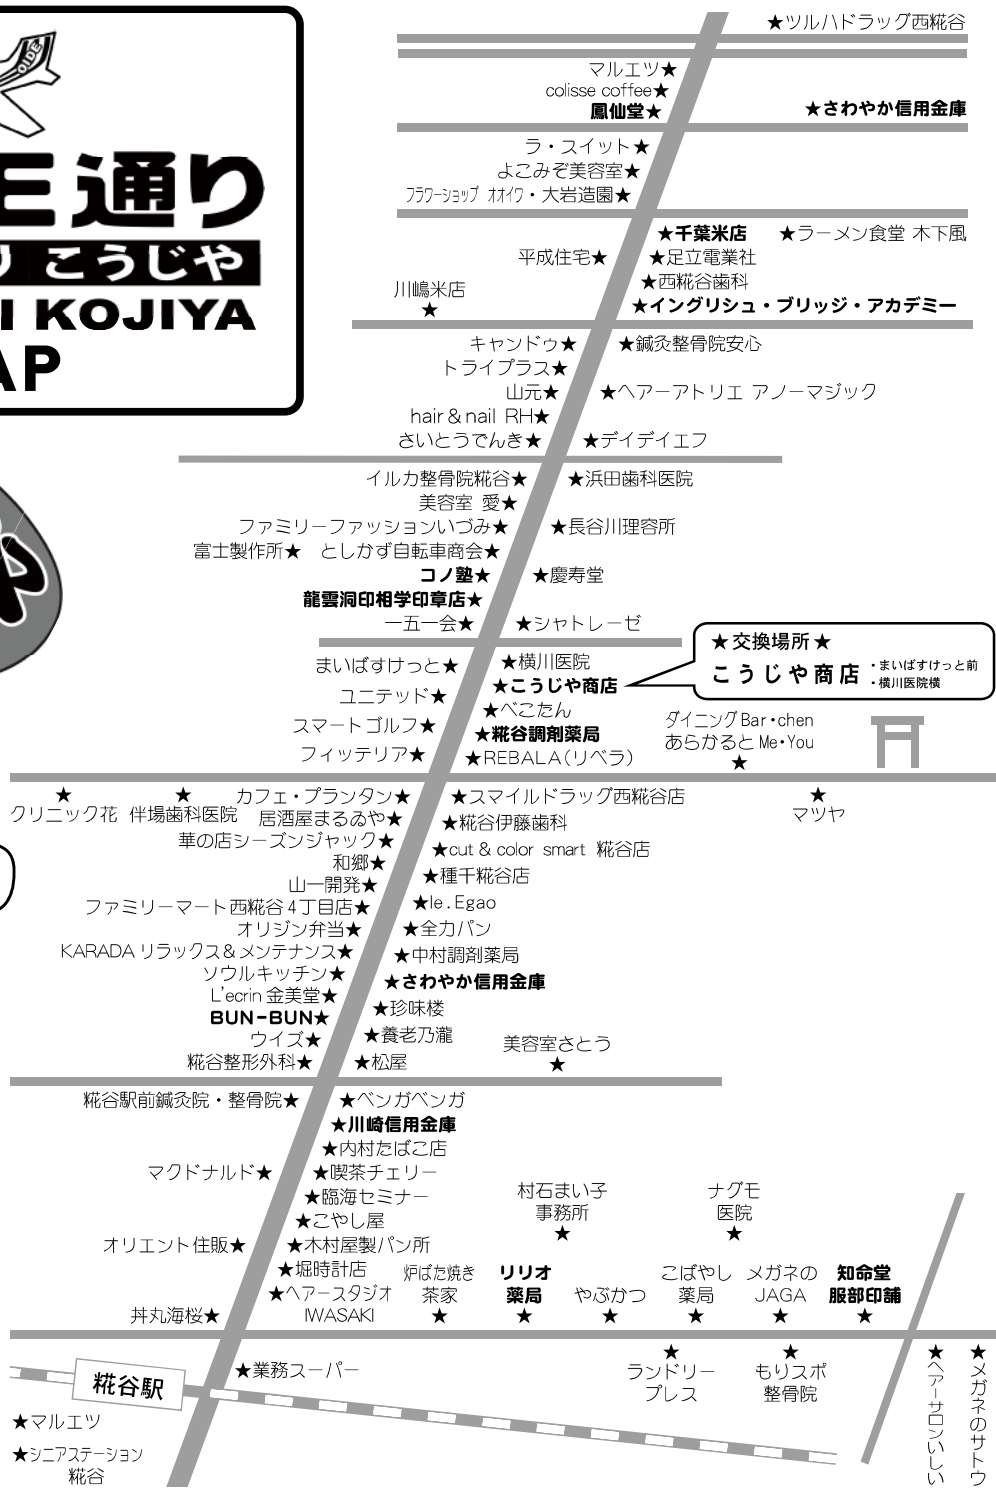 OIDE
E通り
り こうじや
I KOJIYA
AP
★ツルハドラッグ西糀谷
マルエツ★
colisse coffee★
鳳仙堂★
★さわやか信用金庫
ラ・スイット★
よこみぞ美容室★
フラワーショップ オオイワ・大岩造園★
★千葉米店
★ラーメン食堂 木下風
平成住宅★
★足立電業社
★西糀谷歯科
川嶋米店
★
★イングリシュ・ブリッジ・アカデミー
キャンドゥ★
★鍼灸整骨院安心
トライプラス★
山元★
★ヘアーアトリエ アノーマジック
hair & nail RH★
さいとうでんき★
★デイデイエフ
イルカ整骨院糀谷★
★浜田歯科医院
美容室 愛★
ファミリーファッションいづみ★
★長谷川理容所
富士製作所★
としかず自転車商会★
コノ塾★
★慶寿堂
龍雲洞印相学印章店★
一五一会★
★シャトレーゼ
★交換場所★
こうじや商店
・まいばすけっと前
・横川医院横
まいばすけっと★
★横川医院
★こうじや商店
ユニテッド★
★べこたん
スマートゴルフ★
★糀谷調剤薬局
フィッテリア★
★REBALA(リベラ)
ダイニングBar・chen
あらかるとMe・You
★
★
クリニック花
★
伴場歯科医院
カフェ・プランタン★
★スマイルドラッグ西糀谷店
★
マツヤ
居酒屋まるゐや★
★糀谷伊藤歯科
華の店シーズンジャック★
★cut & color smart 糀谷店
和郷★
山一開発★
★種千糀谷店
ファミリーマート西糀谷4丁目店★
★le.Egao
オリジン弁当★
★全力パン
KARADA リラックス&メンテナンス★
★中村調剤薬局
ソウルキッチン★
★さわやか信用金庫
L'ecrin 金美堂★
★珍味楼
BUN-BUN★
ウイズ★
★養老乃瀧
美容室さとう
★
糀谷整形外科★
★松屋
糀谷駅前鍼灸院・整骨院★
★ベンガベンガ
★川崎信用金庫
★内村たばこ店
マクドナルド★
★喫茶チェリー
★臨海セミナー
★こやし屋
村石まい子
事務所
★
ナグモ
医院
★
オリエント住販★
★木村屋製パン所
★堀時計店
★ヘアースタジオ
IWASAKI
炉ばた焼き
茶家
★
リリオ
薬局
★
やぶかつ
★
こばやし
薬局
★
メガネの
JAGA
★
知命堂
服部印舗
★
丼丸海桜★
★業務スーパー
★
ランドリー
プレス
★
もりスポ
整骨院
★ヘアーサロンいしい
★メガネのサトウ
糀谷駅
★マルエツ
★シニアステーション
糀谷